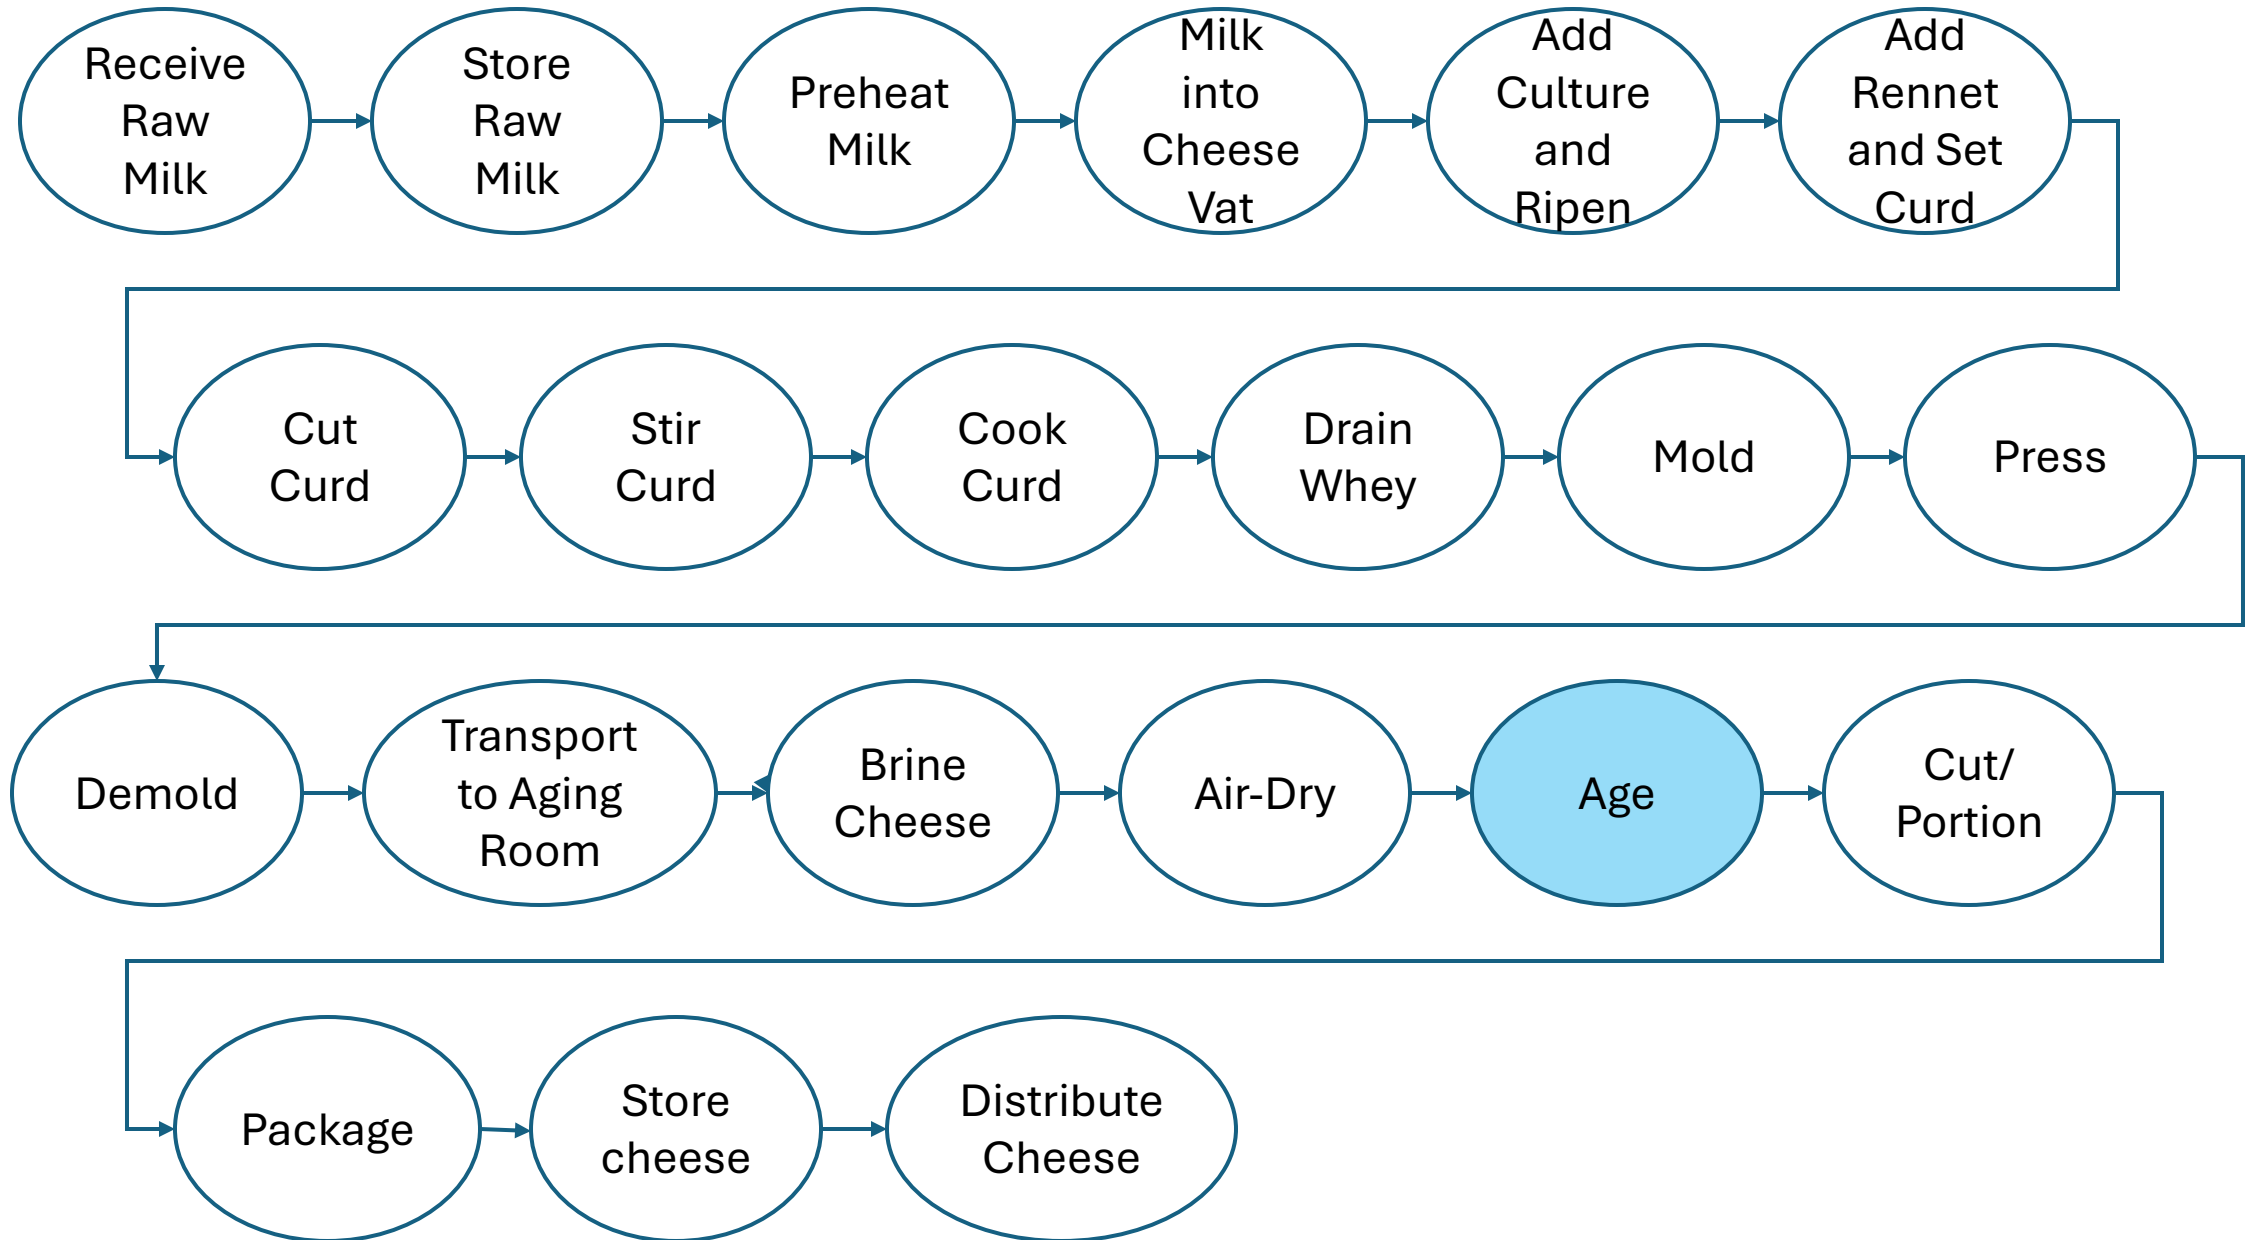 Receive
Raw
Milk
Store
Raw
Milk
Preheat
Milk
Milk
into
Cheese
Vat
Add
Culture
and
Ripen
Add
Rennet
and Set
Curd
Cut
Curd
Stir
Curd
Cook
Curd
Drain
Whey
Mold
Press
Demold
Transport
to Aging
Room
Brine
Cheese
Air-Dry
Age
Cut/
Portion
Package
Store
cheese
Distribute
Cheese